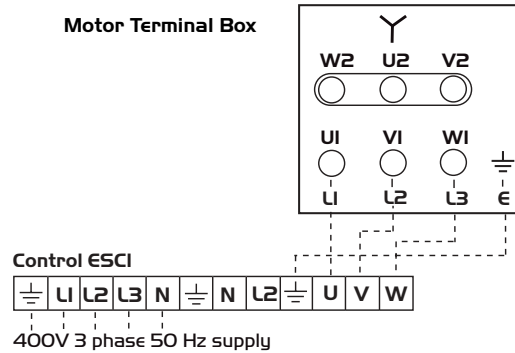 Motor Terminal Box
W2 U2 V2
U1 V1 W1
L1 L2 L3 E
Control ESC1
L1 L2 L3 N N L2 U V W
400V 3 phase 50 Hz supply